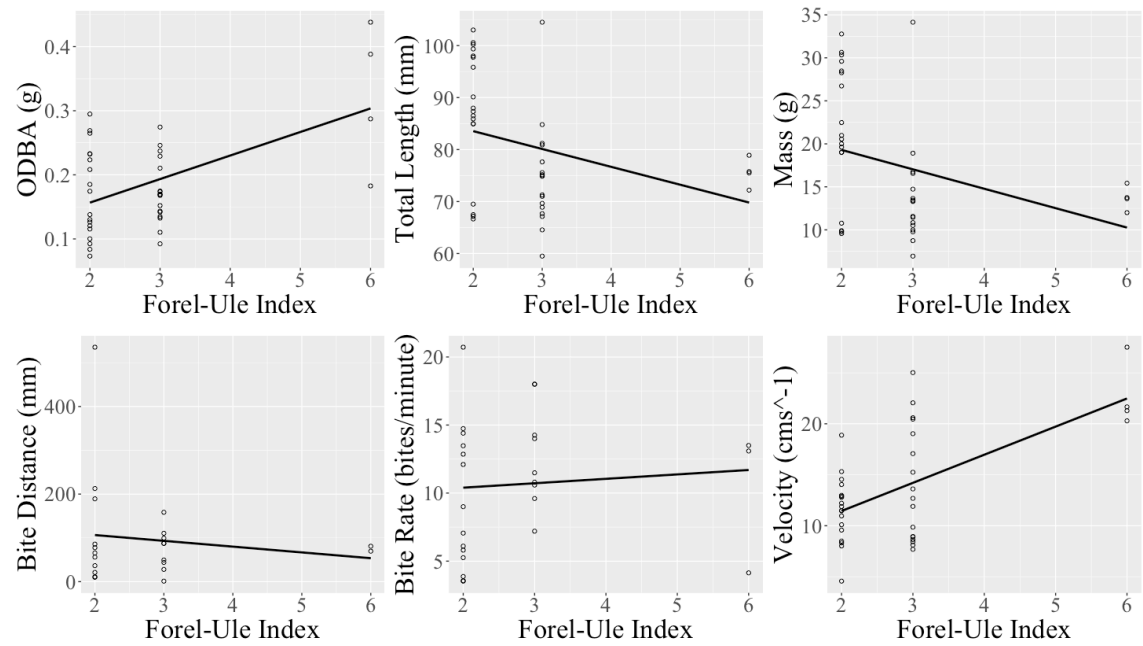 ODBA (g)
0.4
0.3
0.2
0.1
2 3 4 5 6
Forel-Ule Index
Total Length (mm)
100
90
80
70
60
2 3 4 5 6
Forel-Ule Index
Mass (g)
35
30
25
20
15
10
2 3 4 5 6
Forel-Ule Index
Bite Distance (mm)
400
200
0
2 3 4 5 6
Forel-Ule Index
Bite Rate (bites/minute)
20
15
10
5
2 3 4 5 6
Forel-Ule Index
Velocity (cms^-1)
20
10
2 3 4 5 6
Forel-Ule Index